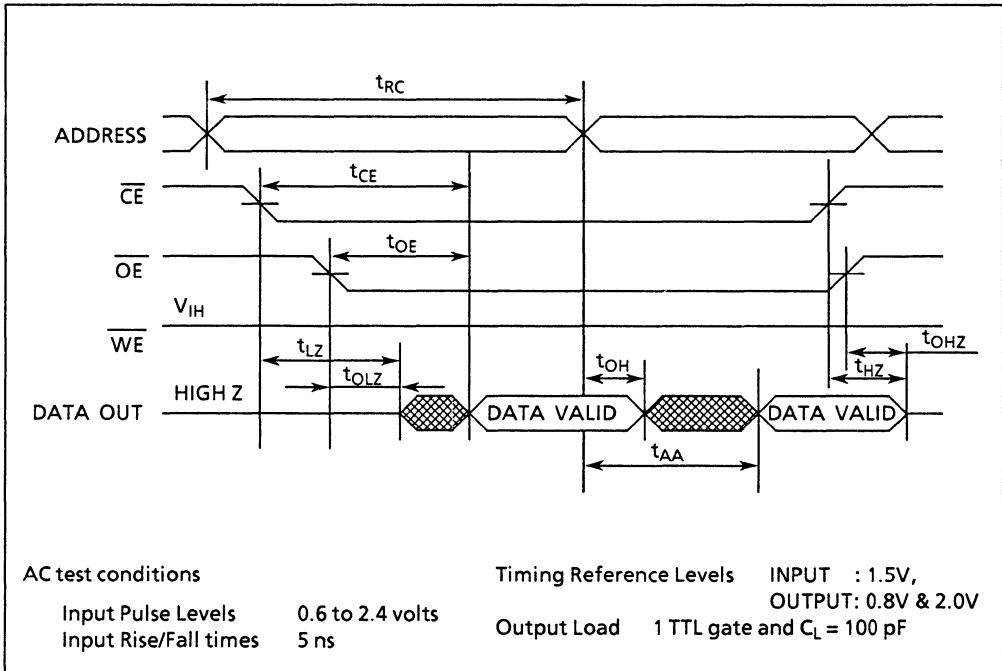 tRC
ADDRESS
tCE
CE
tOE
OE
VIH
WE
tLZ
tOH
tOHZ
tHZ
tOLZ
HIGH Z
DATA OUT
DATA VALID
DATA VALID
tAA
AC test conditions
Input Pulse Levels 0.6 to 2.4 volts
Input Rise/Fall times 5 ns
Timing Reference Levels INPUT : 1.5V,
OUTPUT: 0.8V & 2.0V
Output Load 1 TTL gate and CL = 100 pF